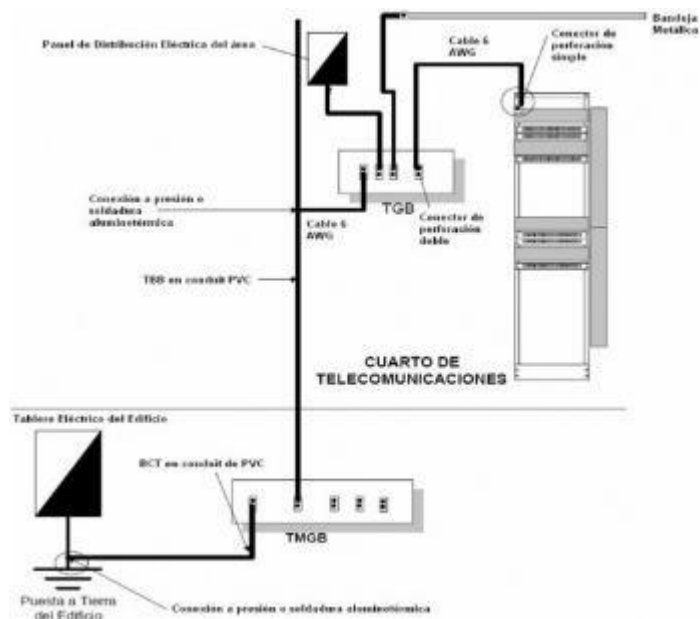 Bandeja
Metálica
Panel de Distribución Eléctrica del área
Cable 6
AWG
Conector de
perforación
simple
Conexión a presión o
soldadura
aluminotérmica
TGB
Cable 6
AWG
Conector de
perforación
doble
TBB en conduit PVC
CUARTO DE
TELECOMUNICACIONES
Tablero Eléctrico del Edificio
BCT en conduit de PVC
TMGB
Puesta a Tierra
del Edificio
Conexión a presión o soldadura aluminotérmica